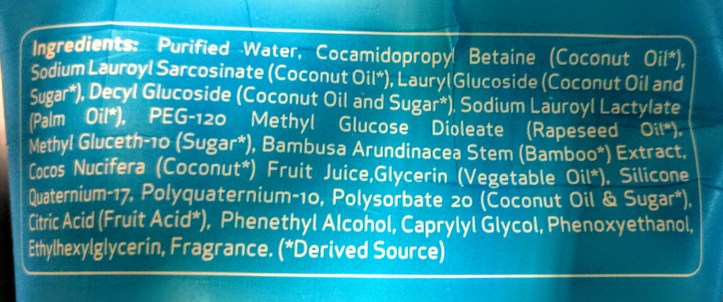 Ingredients: Purified Water, Cocamidopropyl Betaine (Coconut Oil*),
Sodium Lauroyl Sarcosinate (Coconut Oil*), Lauryl Glucoside (Coconut Oil and
Sugar*), Decyl Glucoside (Coconut Oil and Sugar*), Sodium Lauroyl Lactylate
(Palm Oil*), PEG-120 Methyl Glucose Dioleate (Rapeseed Oil*),
Methyl Gluceth-10 (Sugar*), Bambusa Arundinacea Stem (Bamboo*) Extract,
Cocos Nucifera (Coconut*) Fruit Juice,Glycerin (Vegetable Oil*), Silicone
Quaternium-17, Polyquaternium-10, Polysorbate 20 (Coconut Oil & Sugar*),
Citric Acid (Fruit Acid*), Phenethyl Alcohol, Caprylyl Glycol, Phenoxyethanol,
Ethylhexylglycerin, Fragrance. (*Derived Source)